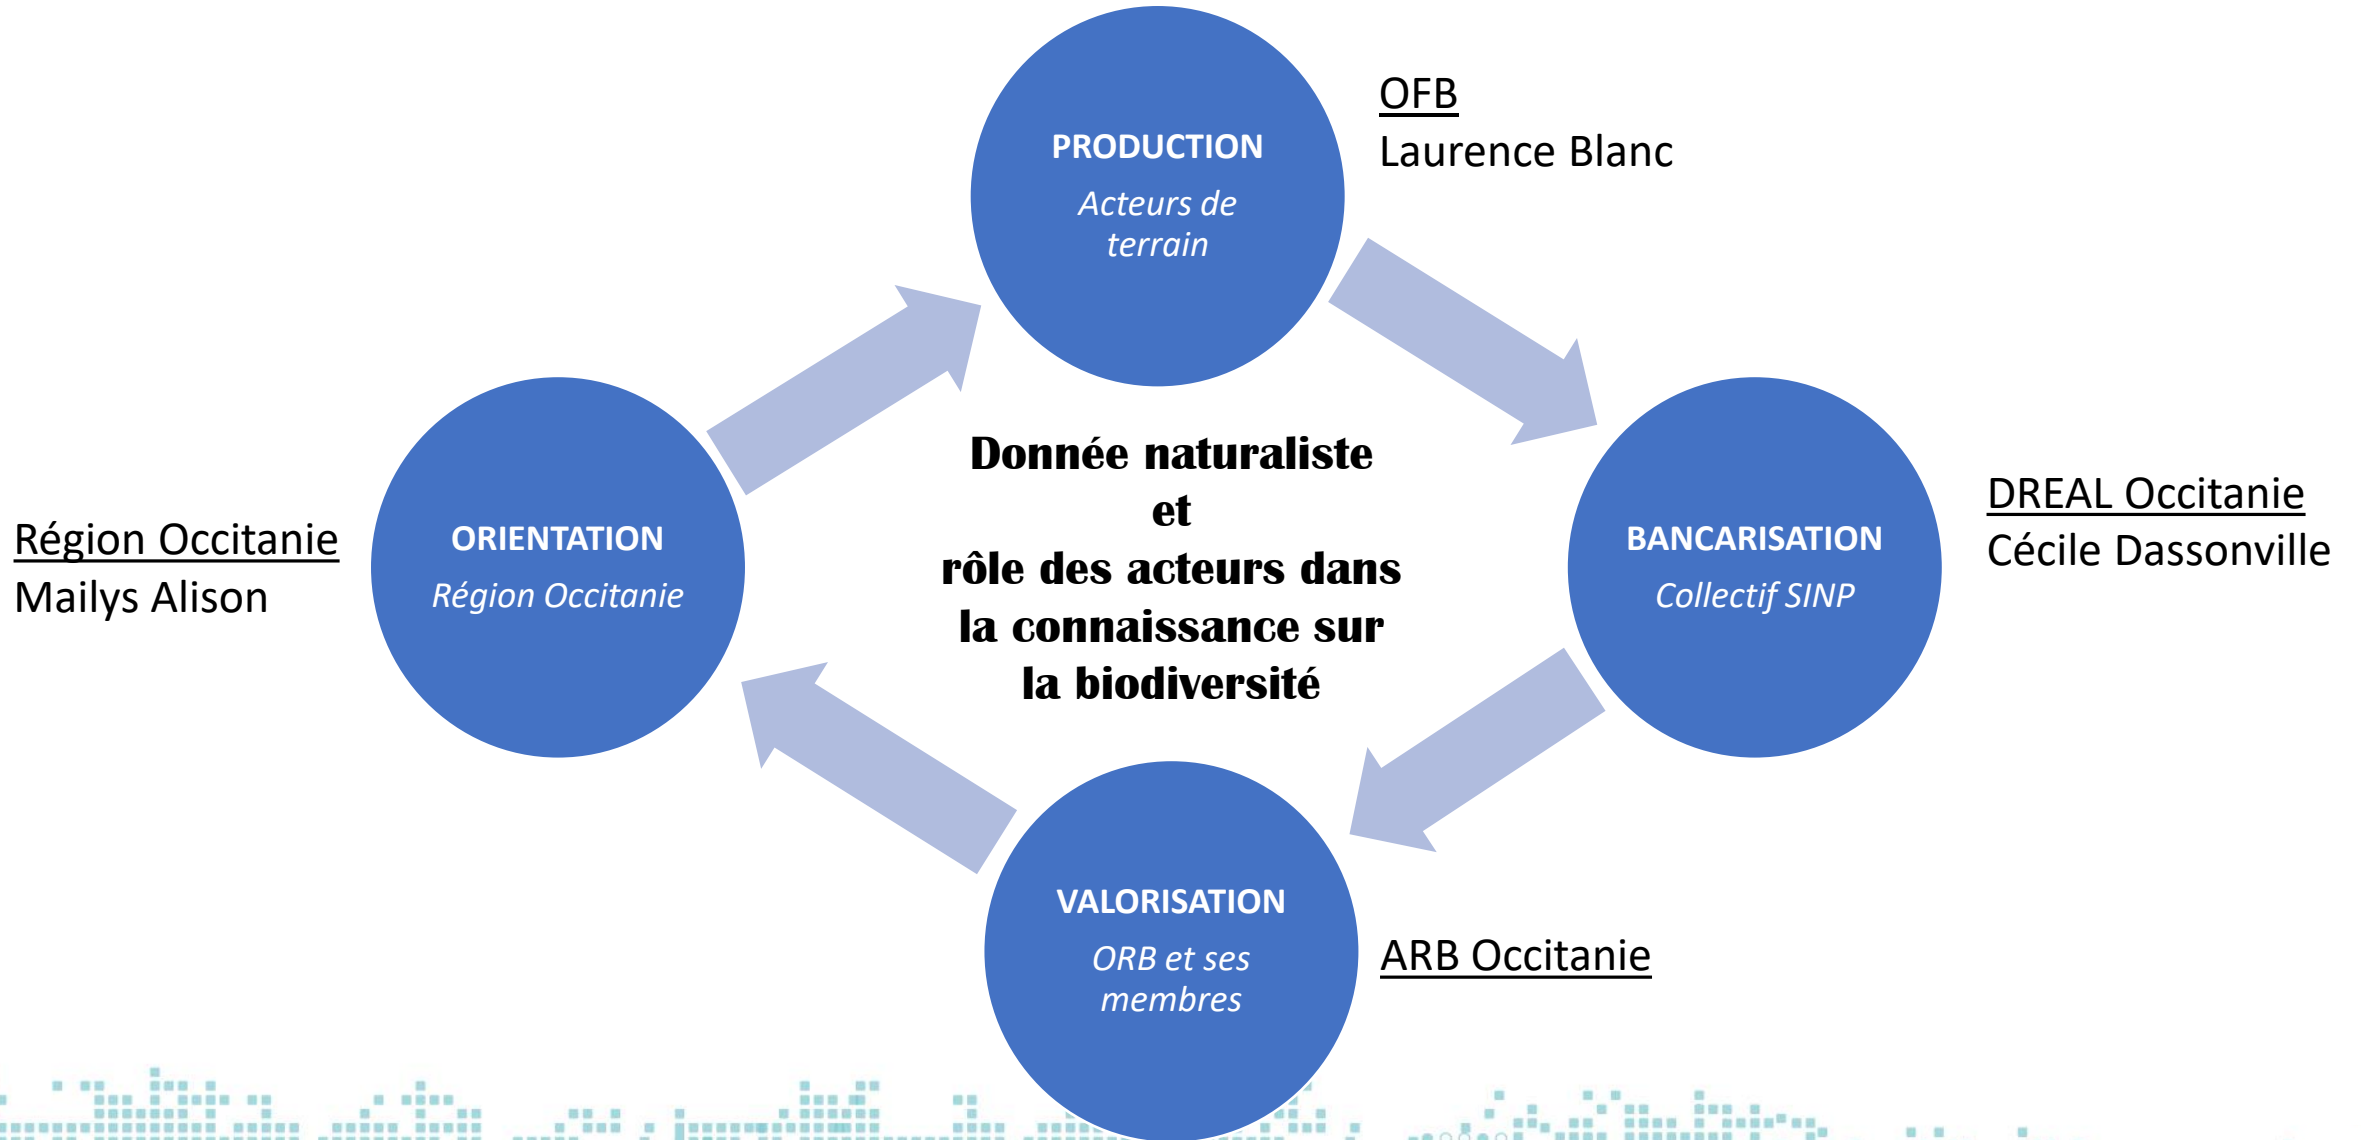 OFB
Laurence Blanc
PRODUCTION
Acteurs de
terrain
Donnée naturaliste
et
rôle des acteurs dans
la connaissance sur
la biodiversité
Région Occitanie
Mailys Alison
ORIENTATION
Région Occitanie
BANCARISATION
Collectif SINP
DREAL Occitanie
Cécile Dassonville
VALORISATION
ORB et ses
membres
ARB Occitanie